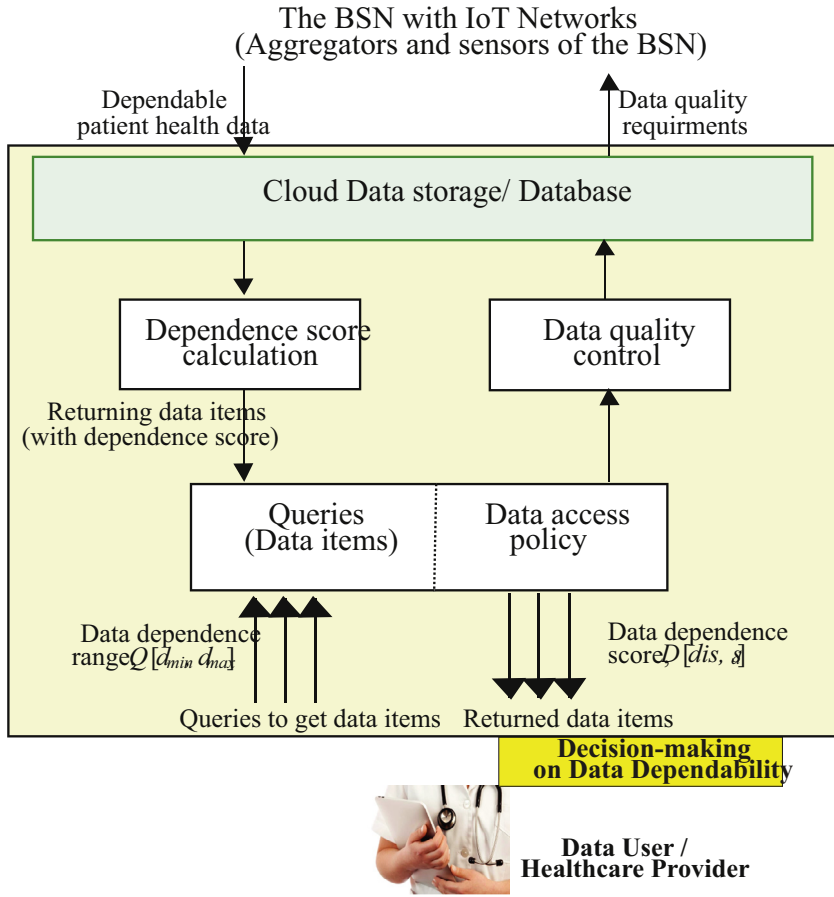 The BSN with IoT Networks
(Aggregators and sensors of the BSN)
Dependable
patient health data
Data quality
requirments
Cloud Data storage/ Database
Dependence score
calculation
Data quality
control
Returning data items
(with dependence score)
Queries
(Data items)
Data access
policy
Data dependence
range, Q[dmin, dmax]
Data dependence
score, D[dis, s]
Queries to get data items
Returned data items
Decision-making
on Data Dependability
Data User /
Healthcare Provider